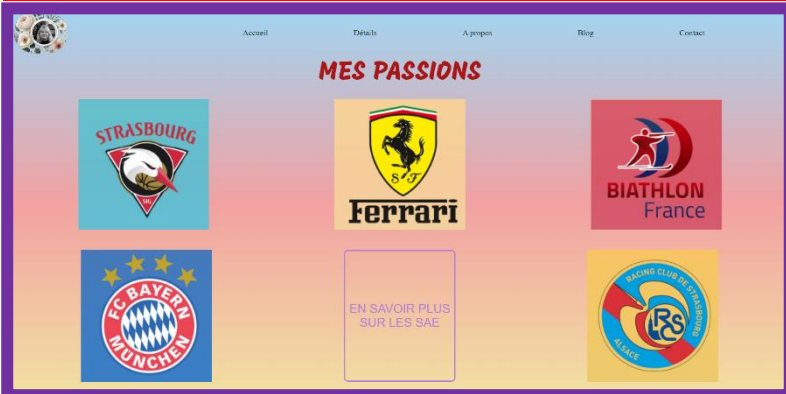 Accueil
Détails
A propos
Blog
Contact
MES PASSIONS
STRASBOURG
SIG
S F
Ferrari
BIATHLON
France
FC BAYERN
MÜNCHEN
EN SAVOIR PLUS
SUR LES SAE
RACING CLUB DE STRASBOURG
ALSACE
RCS